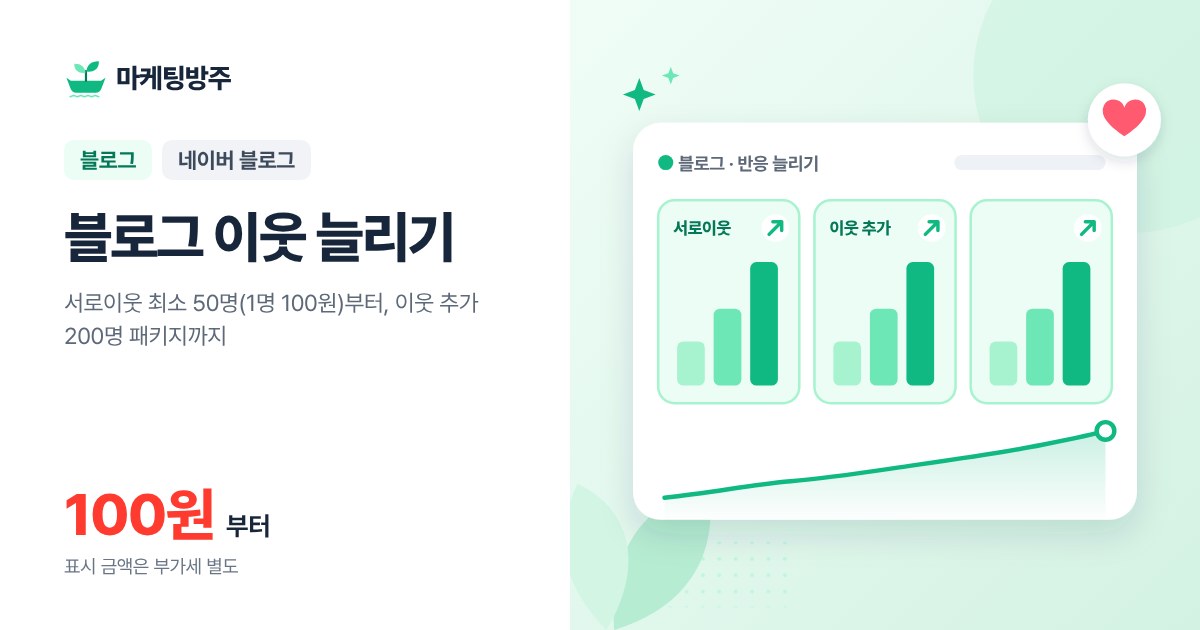 마케팅방주
블로그
네이버 블로그
블로그 이웃 늘리기
서로이웃 최소 50명(1명 100원)부터, 이웃 추가
200명 패키지까지
100원 부터
표시 금액은 부가세 별도
블로그 · 반응 늘리기
서로이웃
이웃 추가